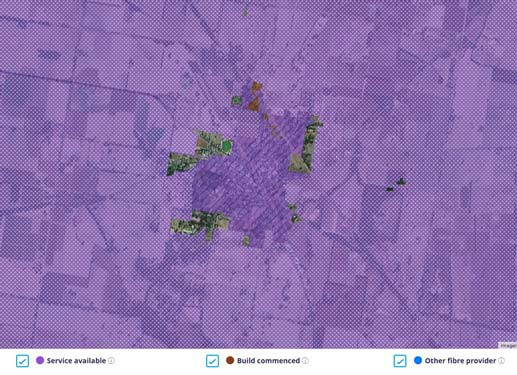 Service available
Build commenced
Other fibre provider